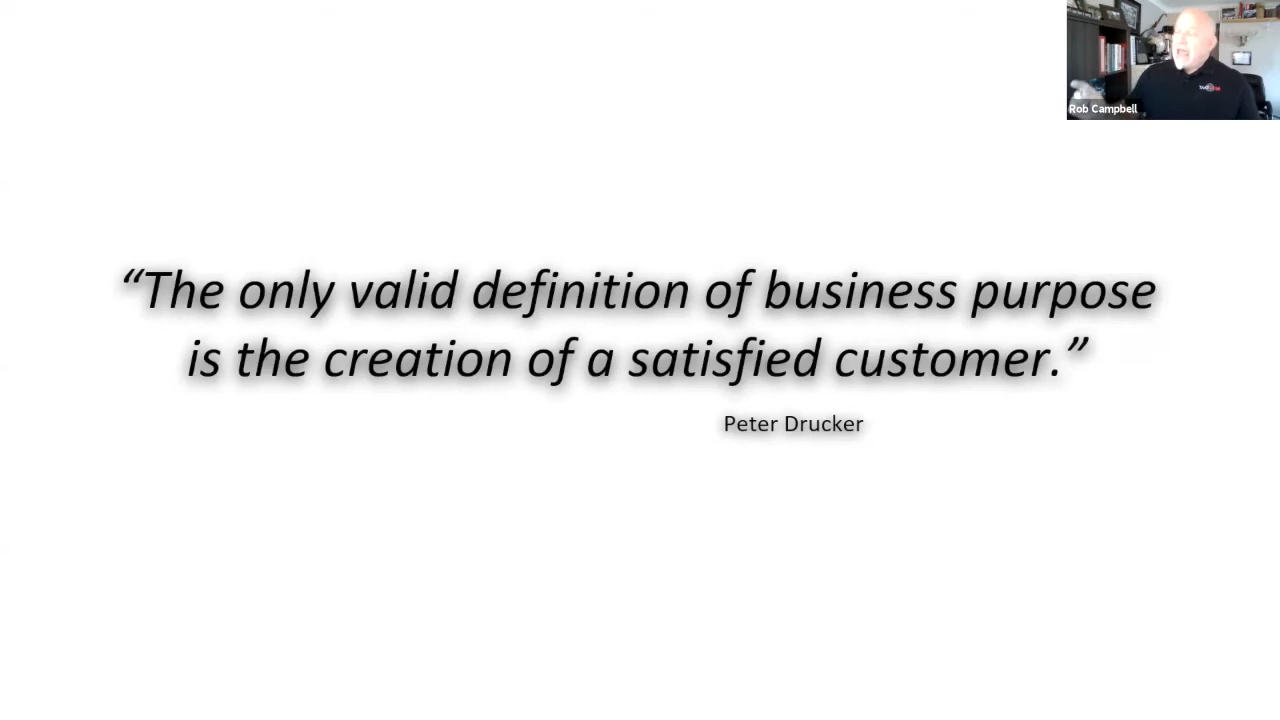 Rob Campbell
“The only valid definition of business purpose
is the creation of a satisfied customer.”
Peter Drucker